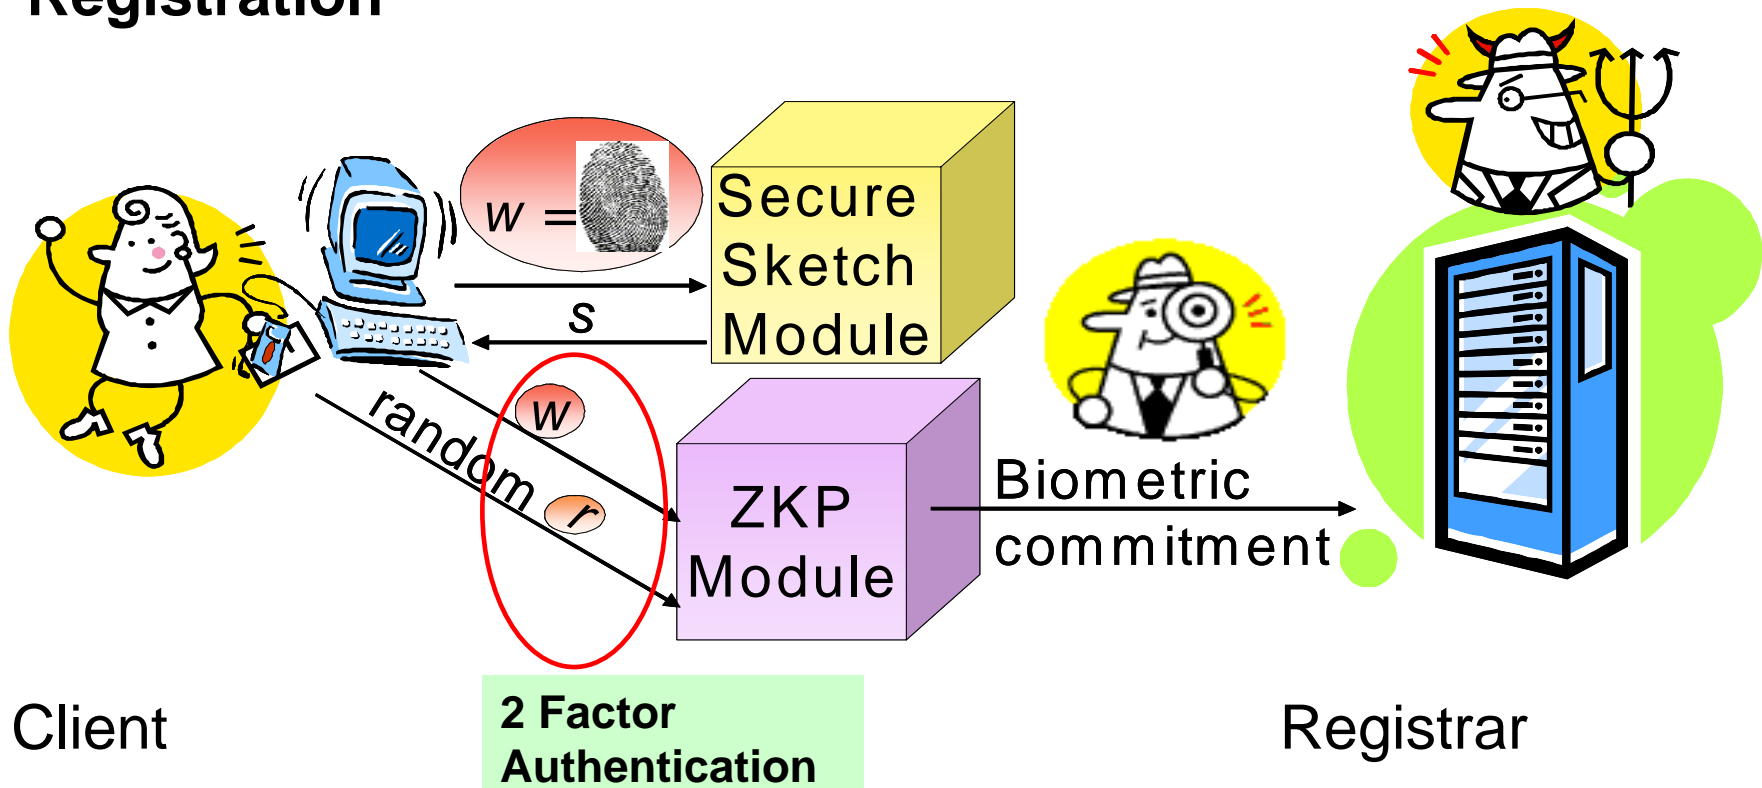 Registration
w =
Secure
Sketch
Module
s
w
random r
ZKP
Module
Biometric
commitment
2 Factor
Authentication
Client
Registrar